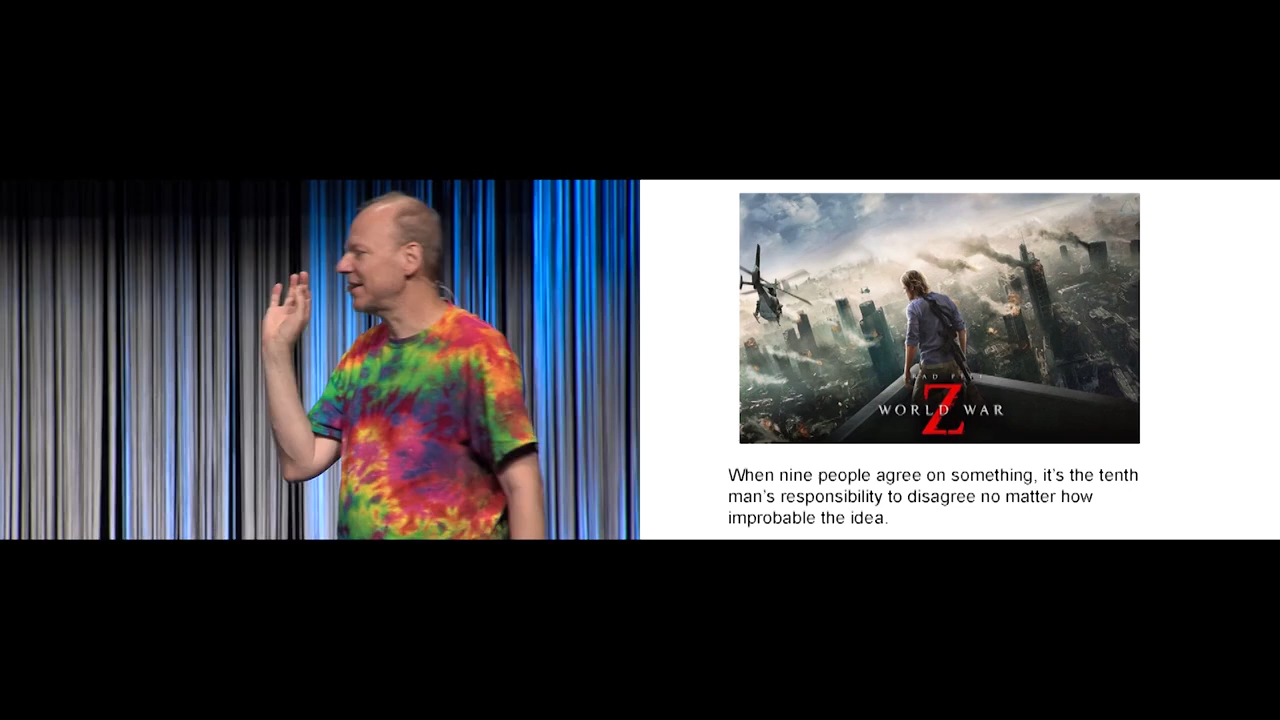 WORLD WAR
Z
When nine people agree on something, it's the tenth
man's responsibility to disagree no matter how
improbable the idea.